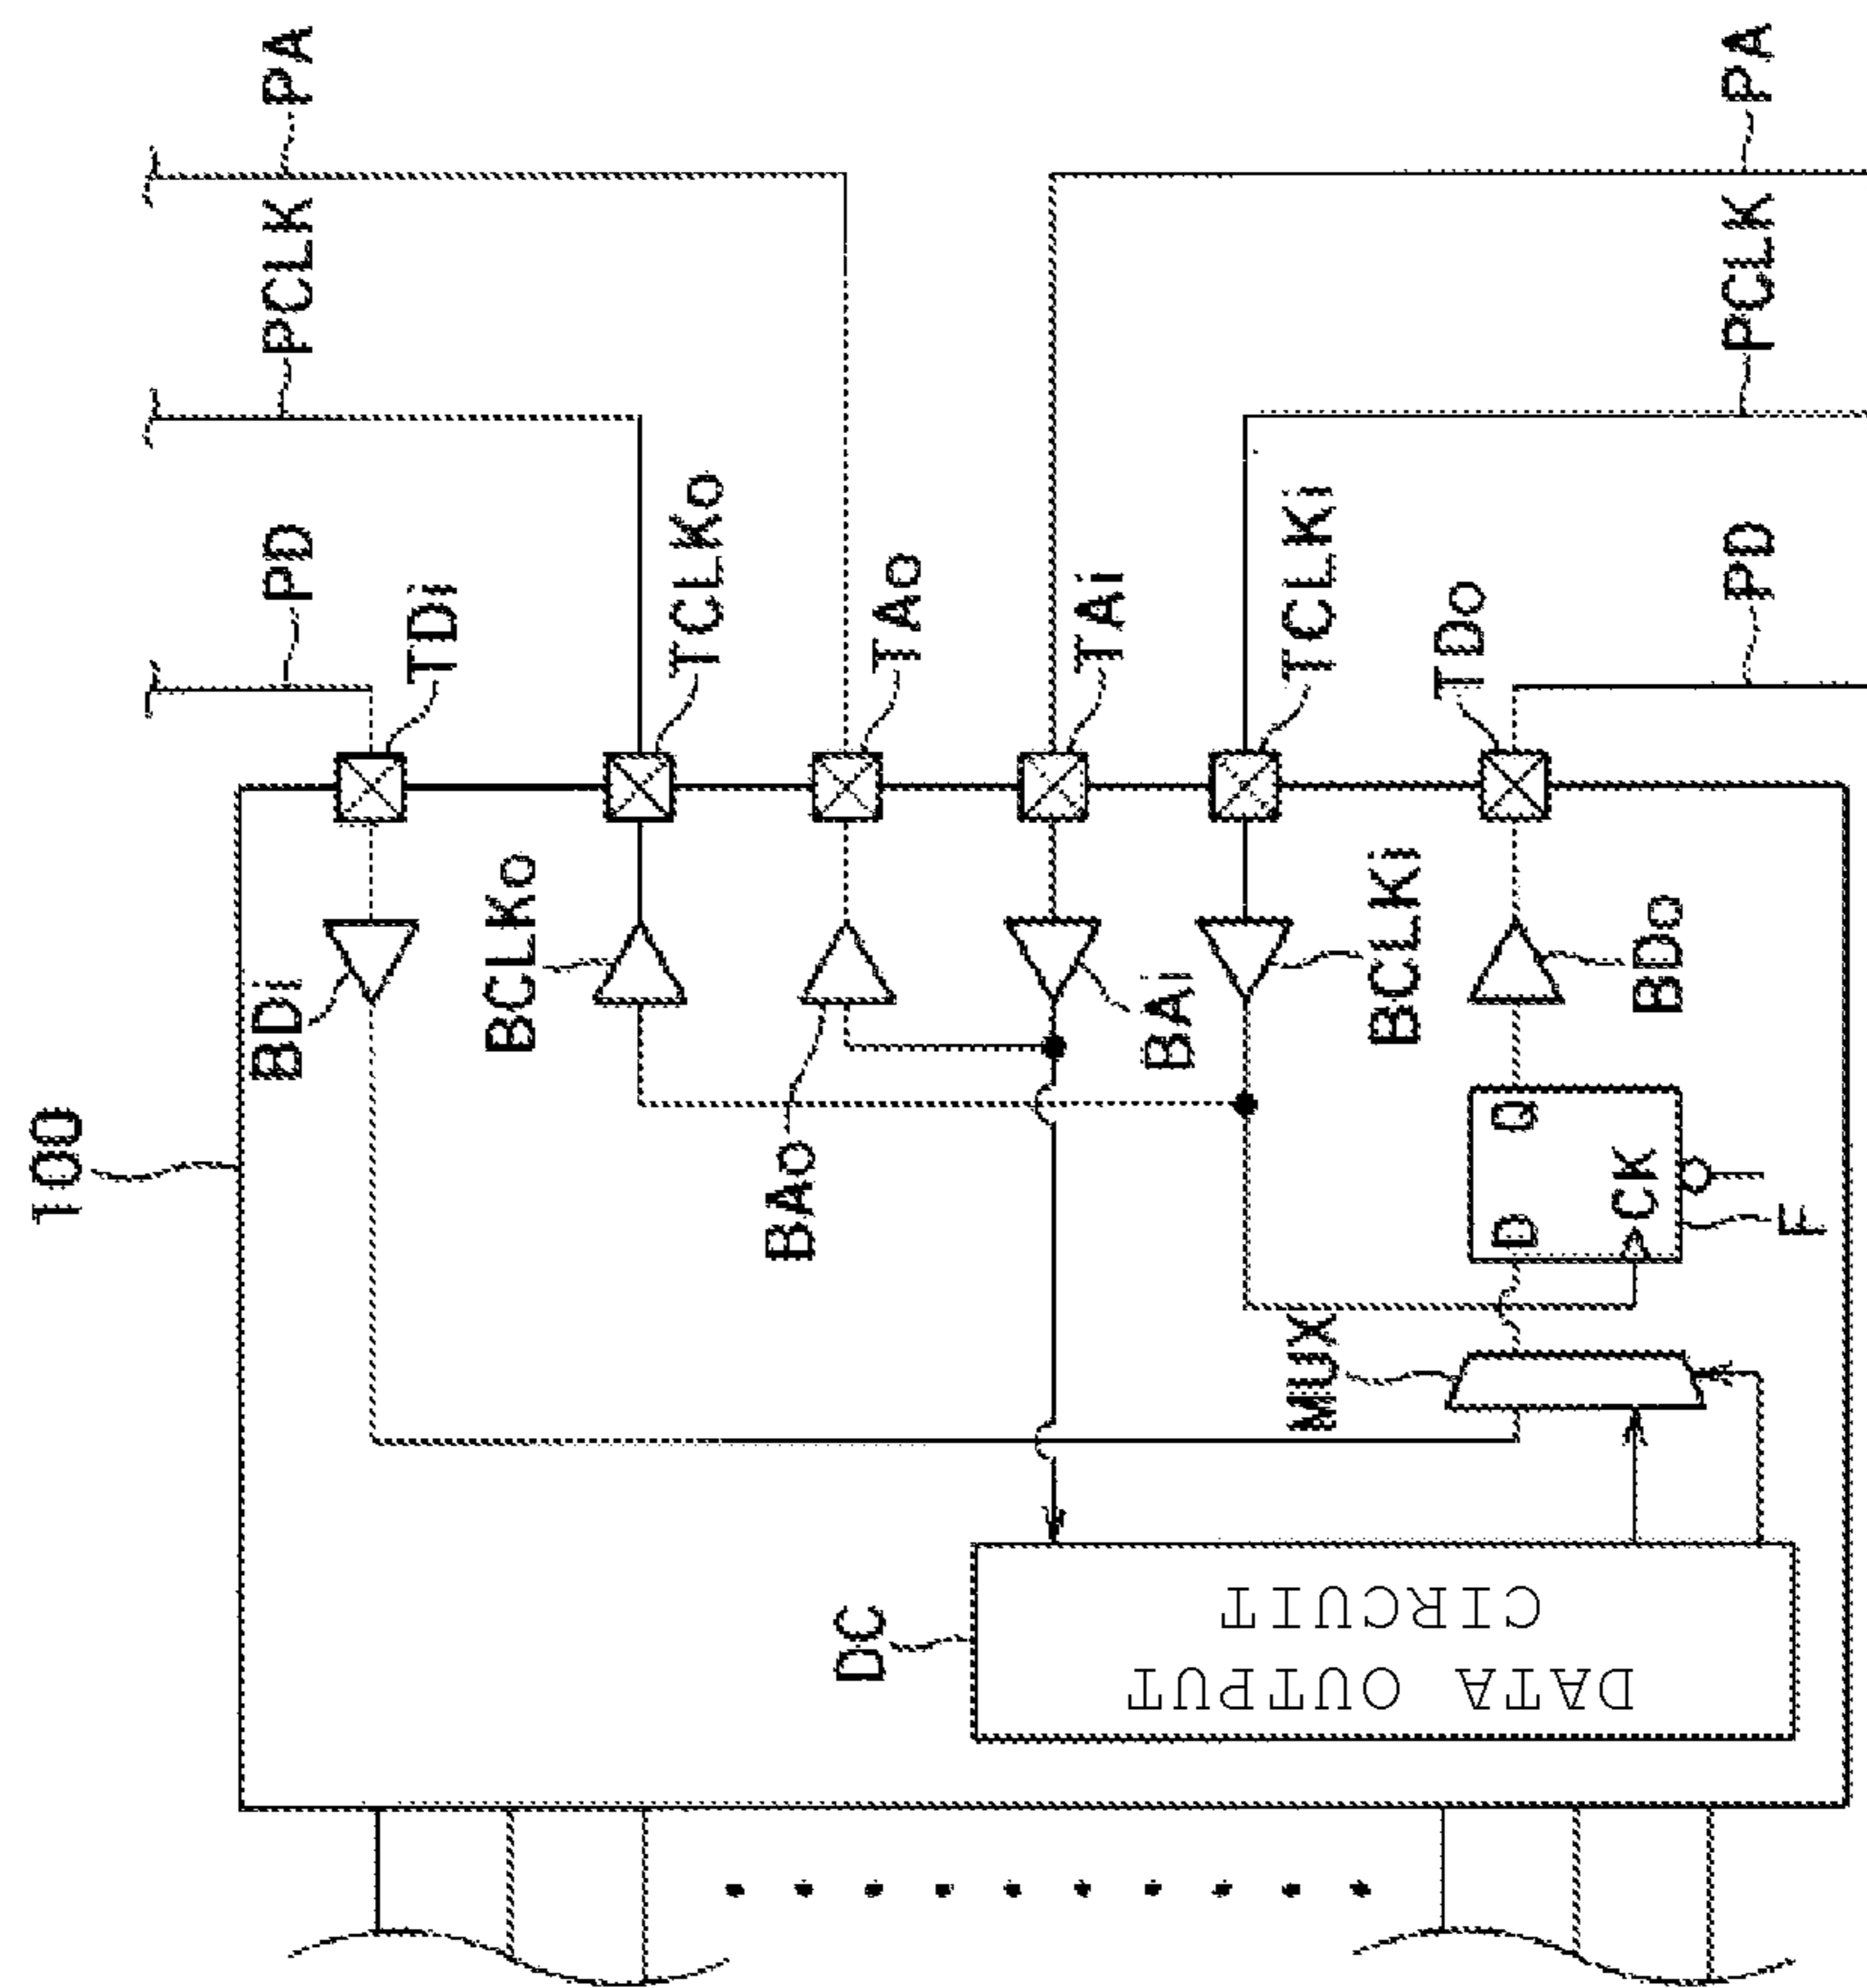 100
PD
PCLK
PA
TDi
TCLKo
TAo
TAi
TCLKi
TDo
PD
PCLK
PA
BDi
BCLKo
BAo
BAi
BCLKi
BDo
MUX
D
Q
CK
F
DC
DATA OUTPUT
CIRCUIT